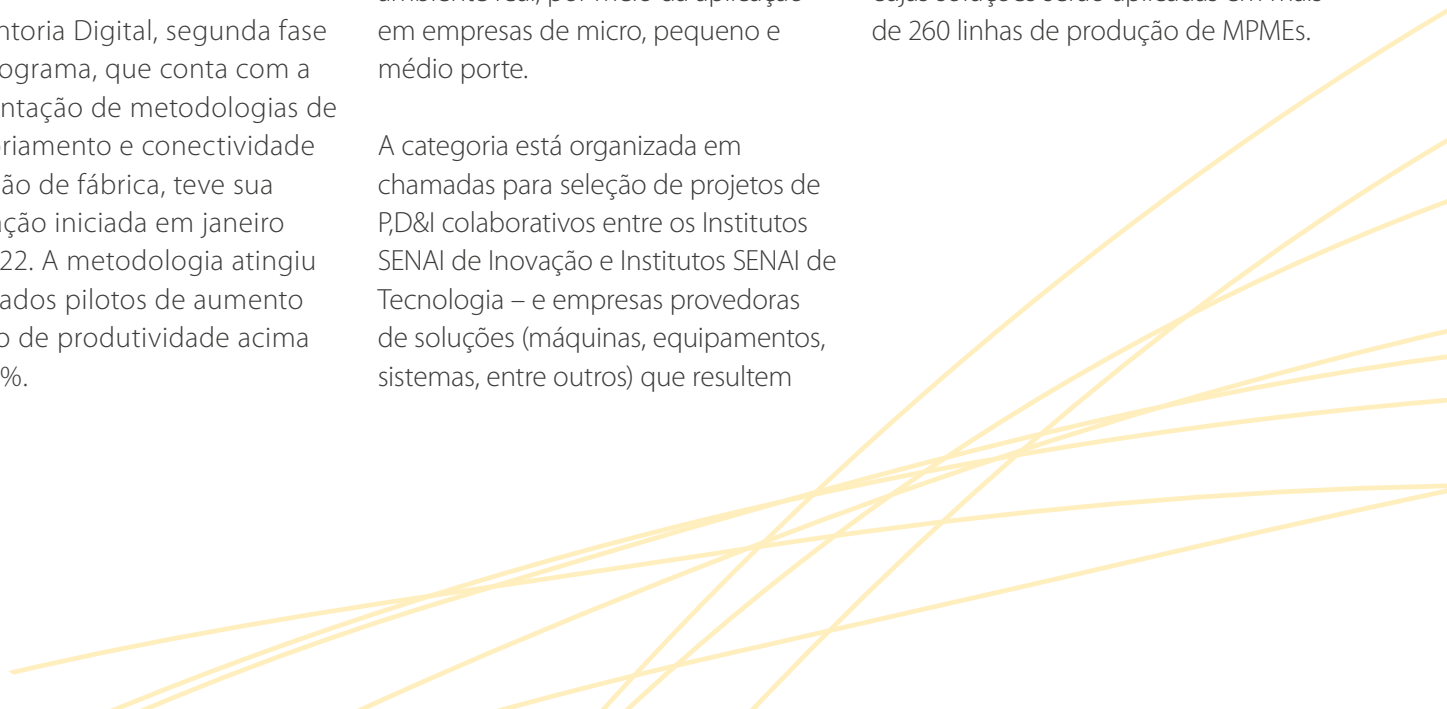 ntoria Digital, segunda fase
ograma, que conta com a
ntação de metodologias de
riamento e conectividade
ão de fábrica, teve sua
ação iniciada em janeiro
22. A metodologia atingiu
ados pilotos de aumento
o de produtividade acima
%.
em empresas de micro, pequeno e
médio porte.
A categoria está organizada em
chamadas para seleção de projetos de
P,D&I colaborativos entre os Institutos
SENAI de Inovação e Institutos SENAI de
Tecnologia – e empresas provedoras
de soluções (máquinas, equipamentos,
sistemas, entre outros) que resultem
de 260 linhas de produção de MPMEs.